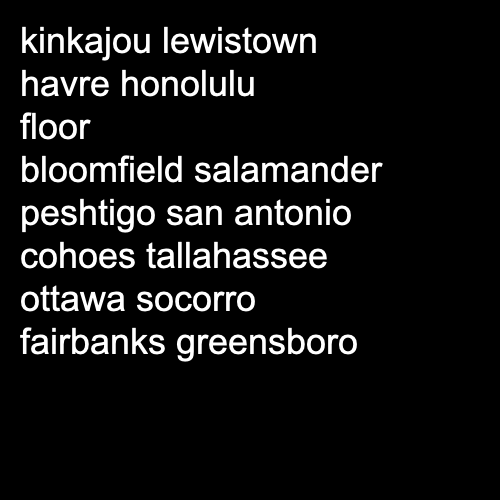 kinkajou lewistown
havre honolulu
floor
bloomfield salamander
peshtigo san antonio
cohoes tallahassee
ottawa socorro
fairbanks greensboro